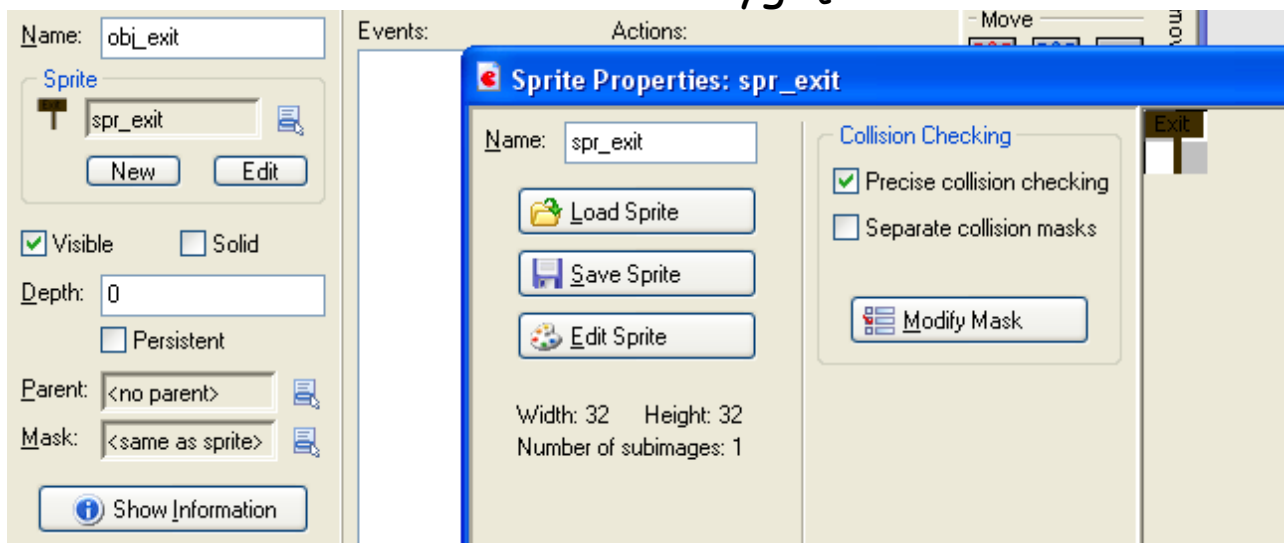 Name: obj_exit
Sprite
Exit
spr_exit
New Edit
Visible Solid
Depth: 0
Persistent
Parent: <no parent>
Mask: <same as sprite>
Show Information
Events: Actions:
Move
Sprite Properties: spr_exit
Name: spr_exit
Load Sprite
Save Sprite
Edit Sprite
Width: 32 Height: 32
Number of subimages: 1
Collision Checking
Precise collision checking
Separate collision masks
Modify Mask
Exit